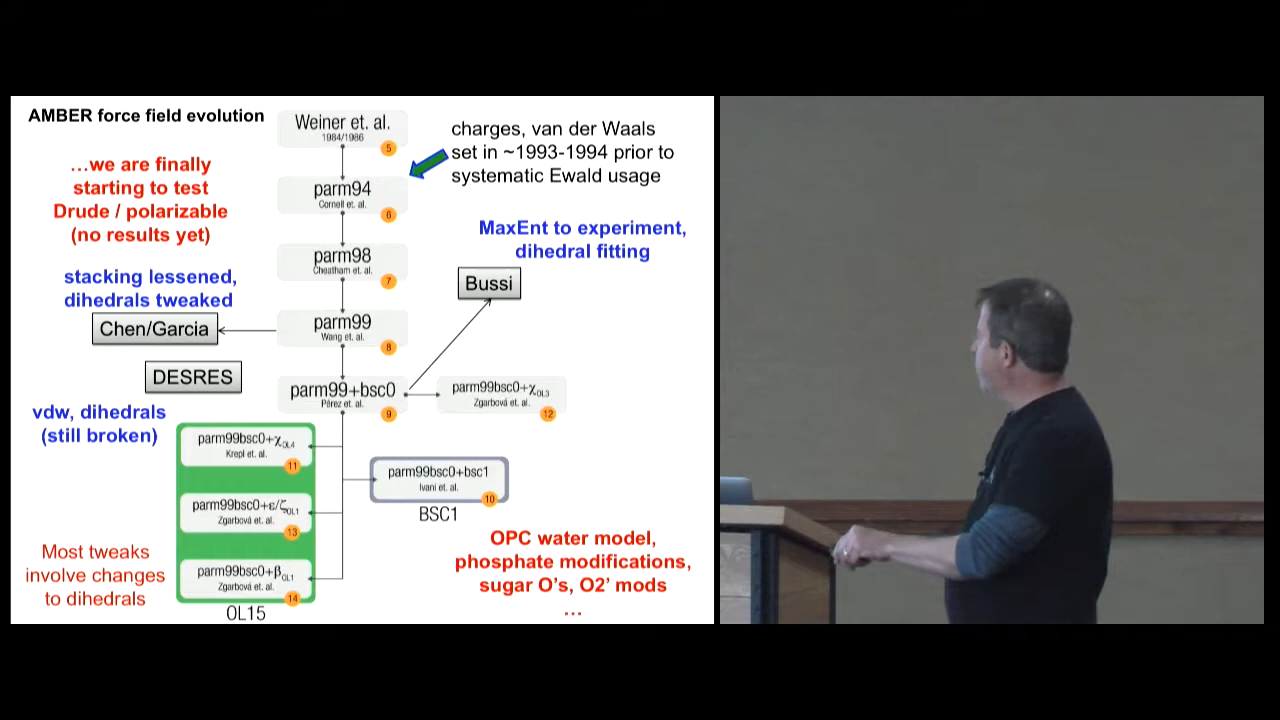 AMBER force field evolution
Weiner et. al.
1984/1986
5
charges, van der Waals
set in ~1993-1994 prior to
systematic Ewald usage
…we are finally
starting to test
Drude / polarizable
(no results yet)
parm94
Cornell et. al.
6
MaxEnt to experiment,
dihedral fitting
parm98
Cheatham et. al.
7
stacking lessened,
dihedrals tweaked
Bussi
Chen/Garcia
parm99
Wang et. al.
8
DESRES
parm99+bsc0
Pérez et. al.
9
parm99bsc0+χOL3
Zgarbová et. al.
12
vdw, dihedrals
(still broken)
parm99bsc0+χOL4
Krepl et. al.
11
parm99bsc0+bsc1
Ivani et. al.
10
BSC1
parm99bsc0+ε/ζOL1
Zgarbová et. al.
13
Most tweaks
involve changes
to dihedrals
parm99bsc0+βOL1
Zgarbová et. al.
14
OL15
OPC water model,
phosphate modifications,
sugar O's, O2' mods
…